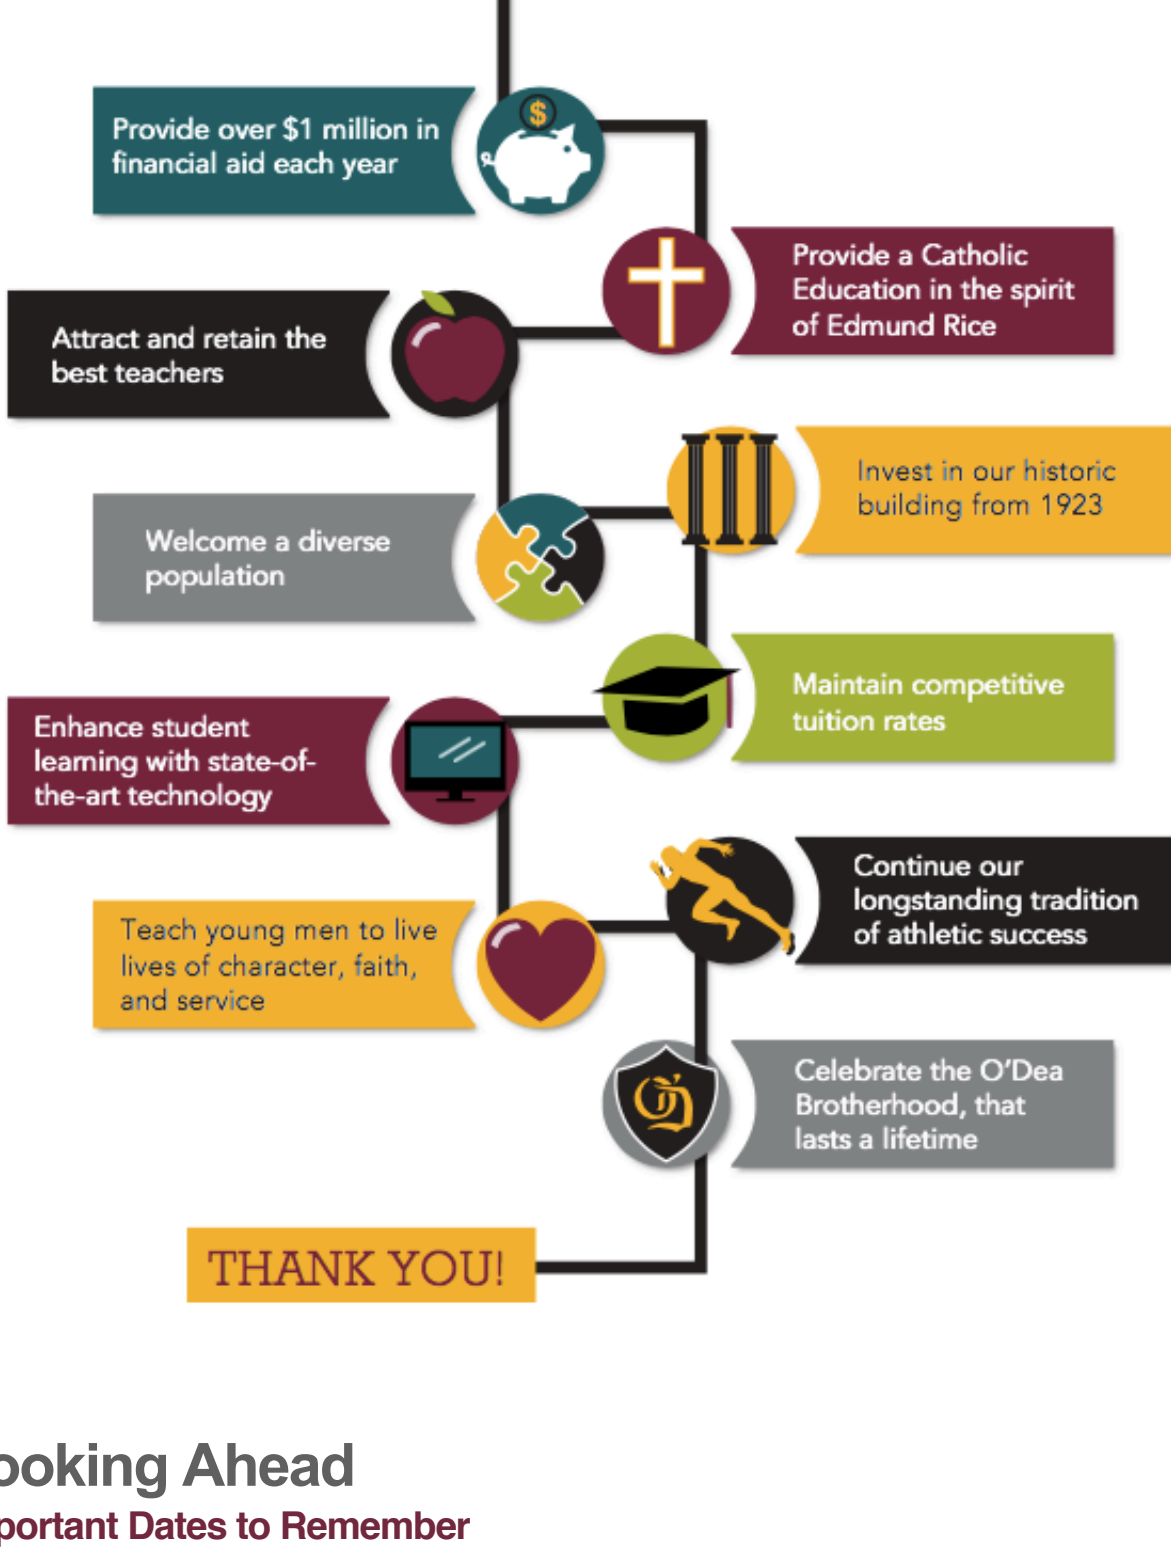 $
Provide over $1 million in
financial aid each year
Provide a Catholic
Education in the spirit
of Edmund Rice
Attract and retain the
best teachers
Invest in our historic
building from 1923
Welcome a diverse
population
Maintain competitive
tuition rates
Enhance student
learning with state-of-
the-art technology
Continue our
longstanding tradition
of athletic success
Teach young men to live
lives of character, faith,
and service
Celebrate the O'Dea
Brotherhood, that
lasts a lifetime
OD
THANK YOU!
ooking Ahead
portant Dates to Remember